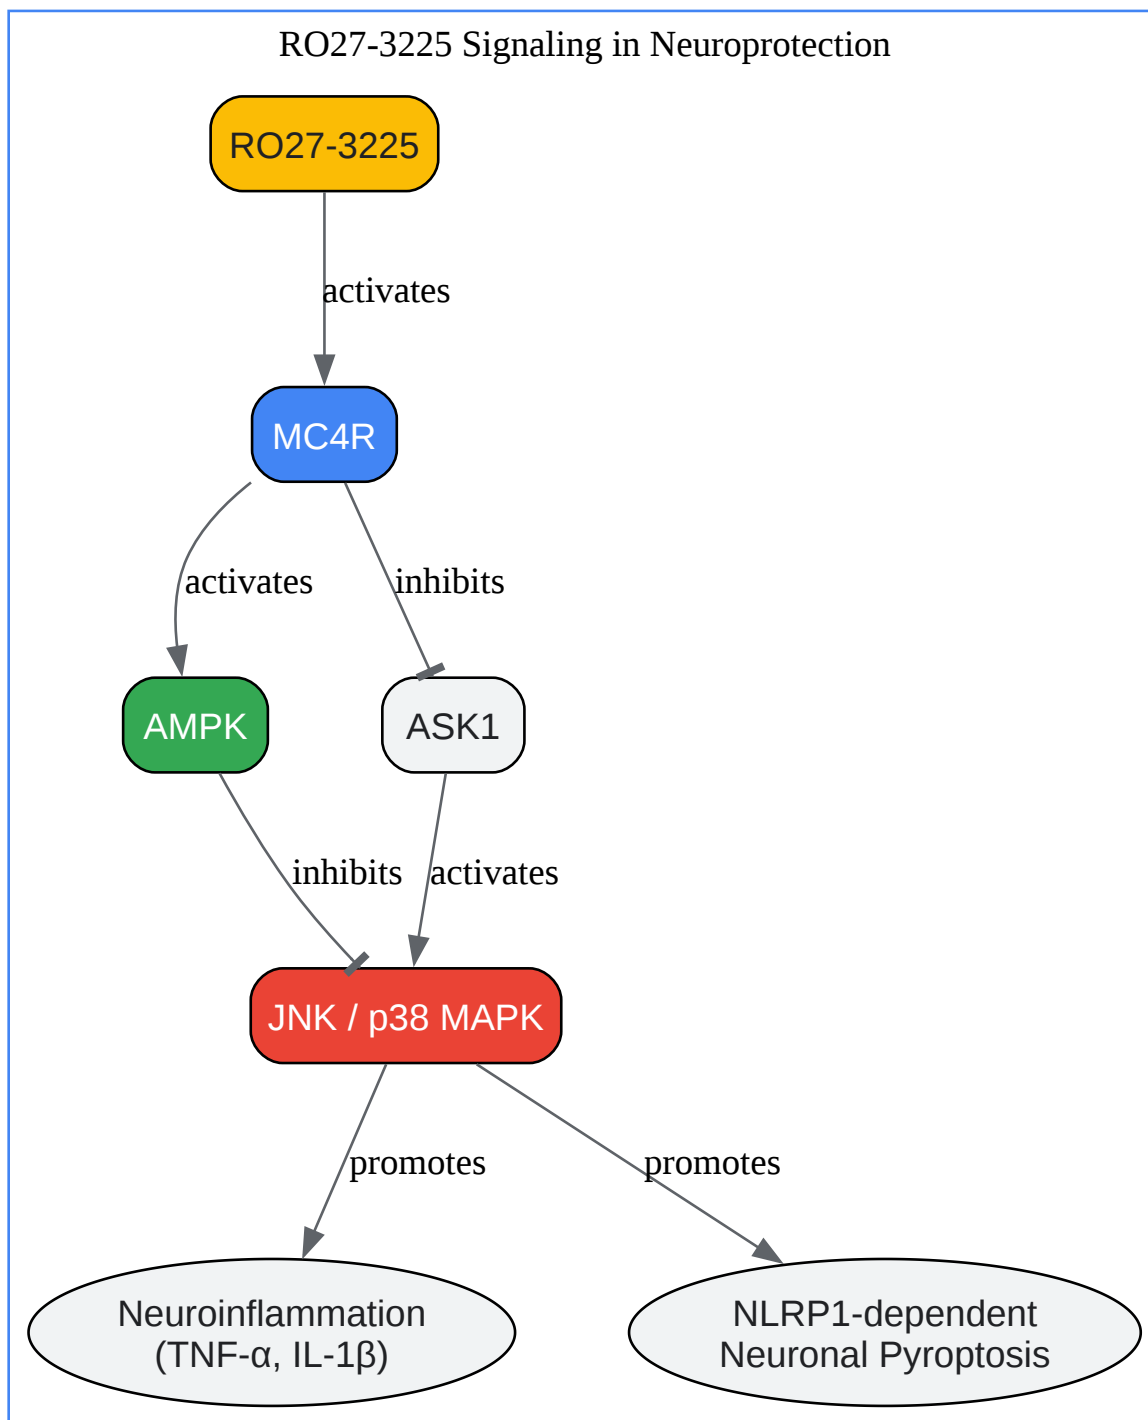 RO27-3225 Signaling in Neuroprotection
RO27-3225
activates
MC4R
activates
inhibits
AMPK
ASK1
inhibits
activates
JNK / p38 MAPK
promotes
promotes
Neuroinflammation
(TNF-α, IL-1β)
NLRP1-dependent
Neuronal Pyroptosis